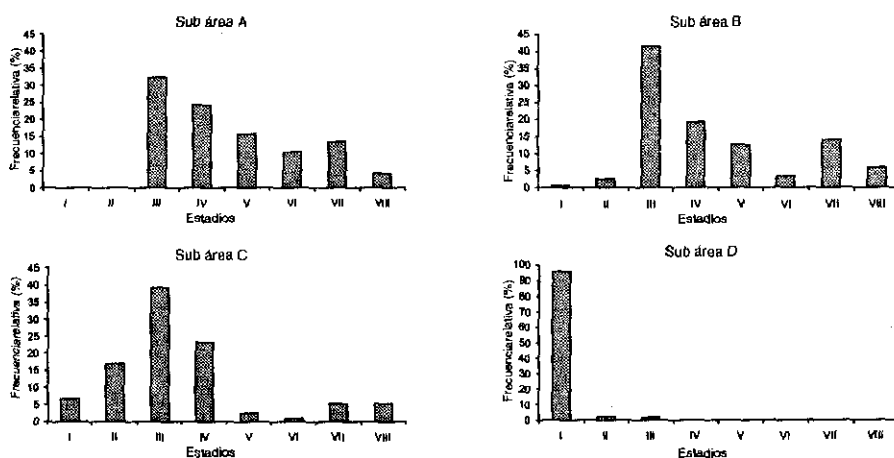 Sub área A
Frecuencia relativa (%)
45
40
35
30
25
20
15
10
5
0
I II III IV V VI VII VIII
Estadios
Sub área B
Frecuencia relativa (%)
45
40
35
30
25
20
15
10
5
0
I II III IV V VI VII VIII
Estadios
Sub área C
Frecuencia relativa (%)
45
40
35
30
25
20
15
10
5
0
I II III IV V VI VII VIII
Estadios
Sub área D
Frecuencia relativa (%)
100
90
80
70
60
50
40
30
20
10
0
I II III IV V VI VII VIII
Estadios